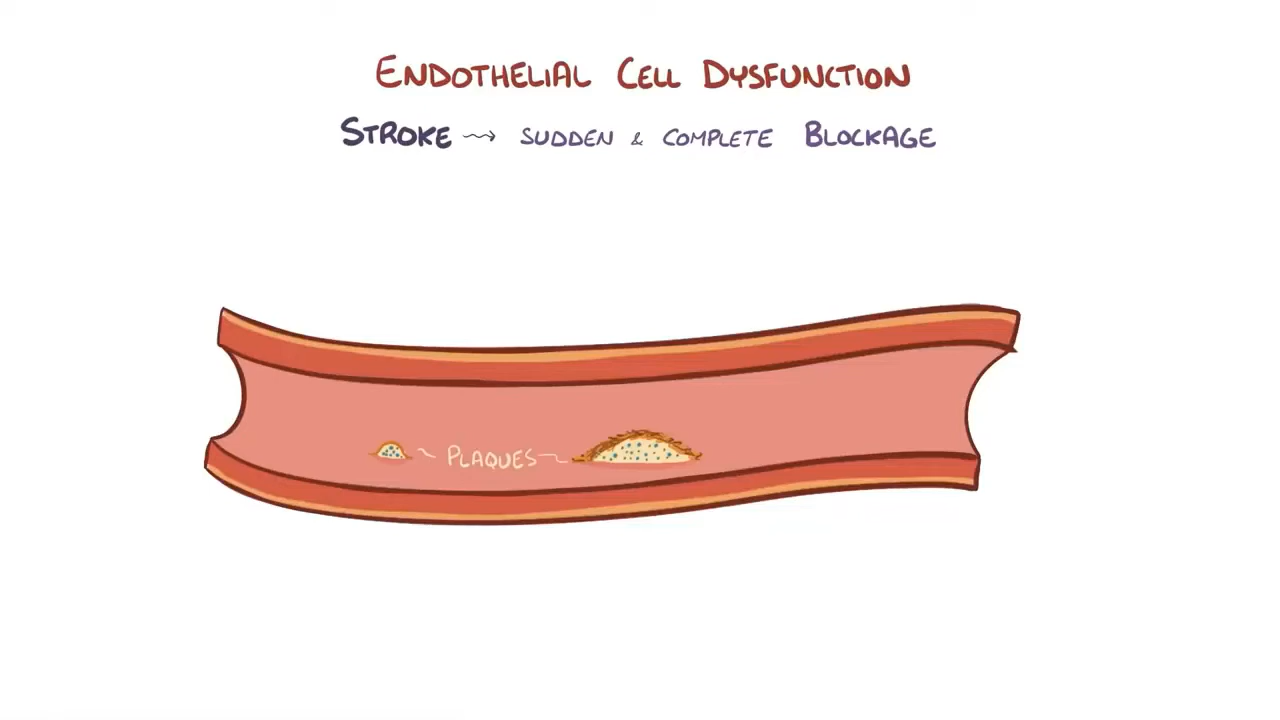 ENDOTHELIAL CELL DYSFUNCTION
STROKE → SUDDEN & COMPLETE BLOCKAGE
PLAQUES